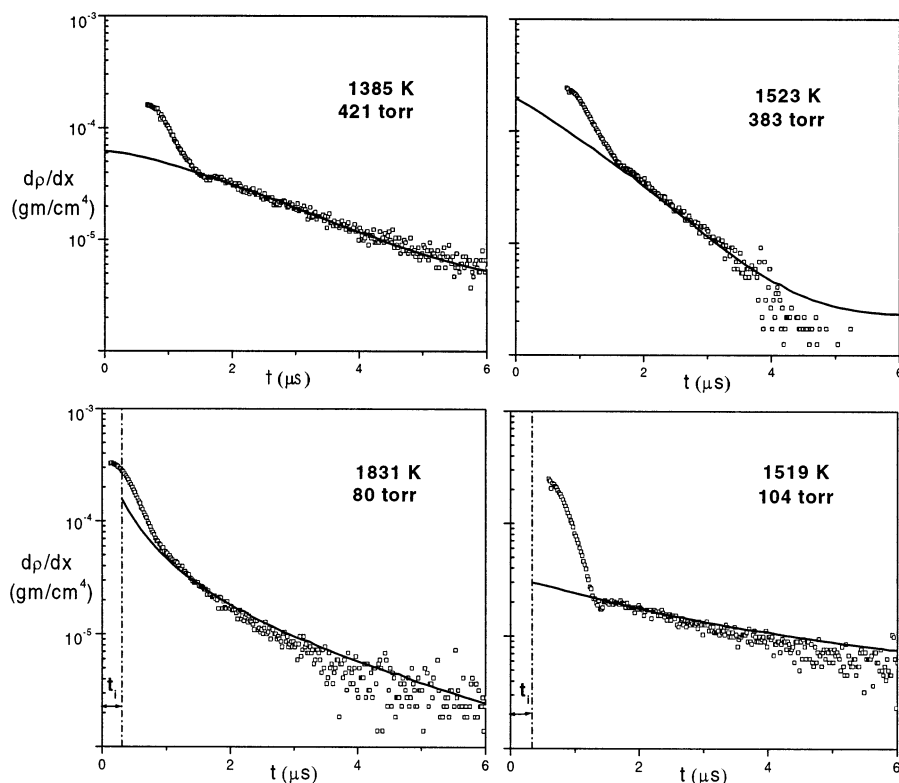 10⁻³
1385 K
421 torr
10⁻⁴
dρ/dx
(gm/cm⁴)
10⁻⁵
0 2 4 6
t (μs)
1523 K
383 torr
0 2 4 6
t (μs)
10⁻³
1831 K
80 torr
10⁻⁴
dρ/dx
(gm/cm⁴)
10⁻⁵
tᵢ
0 2 4 6
t (μs)
1519 K
104 torr
tᵢ
0 2 4 6
t (μs)